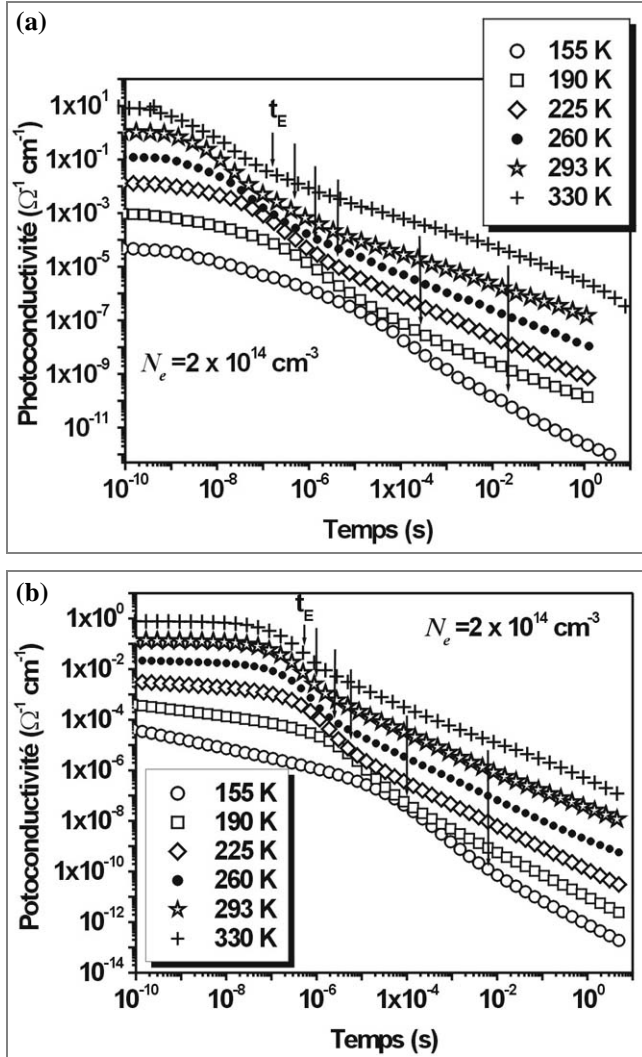 (a)
155 K
190 K
225 K
260 K
293 K
330 K
t_E
N_e =2 x 10^14 cm^-3
Photoconductivité (Ω^-1 cm^-1)
1x10^1
1x10^-1
1x10^-3
1x10^-5
1x10^-7
1x10^-9
10^-11
10^-10 10^-8 10^-6 1x10^-4 10^-2 10^0
Temps (s)
(b)
t_E
N_e =2 x 10^14 cm^-3
Potoconductivité (Ω^-1 cm^-1)
1x10^0
10^-2
10^-4
10^-6
10^-8
1x10^-10
10^-12
10^-14
155 K
190 K
225 K
260 K
293 K
330 K
10^-10 10^-8 10^-6 1x10^-4 10^-2 10^0
Temps (s)